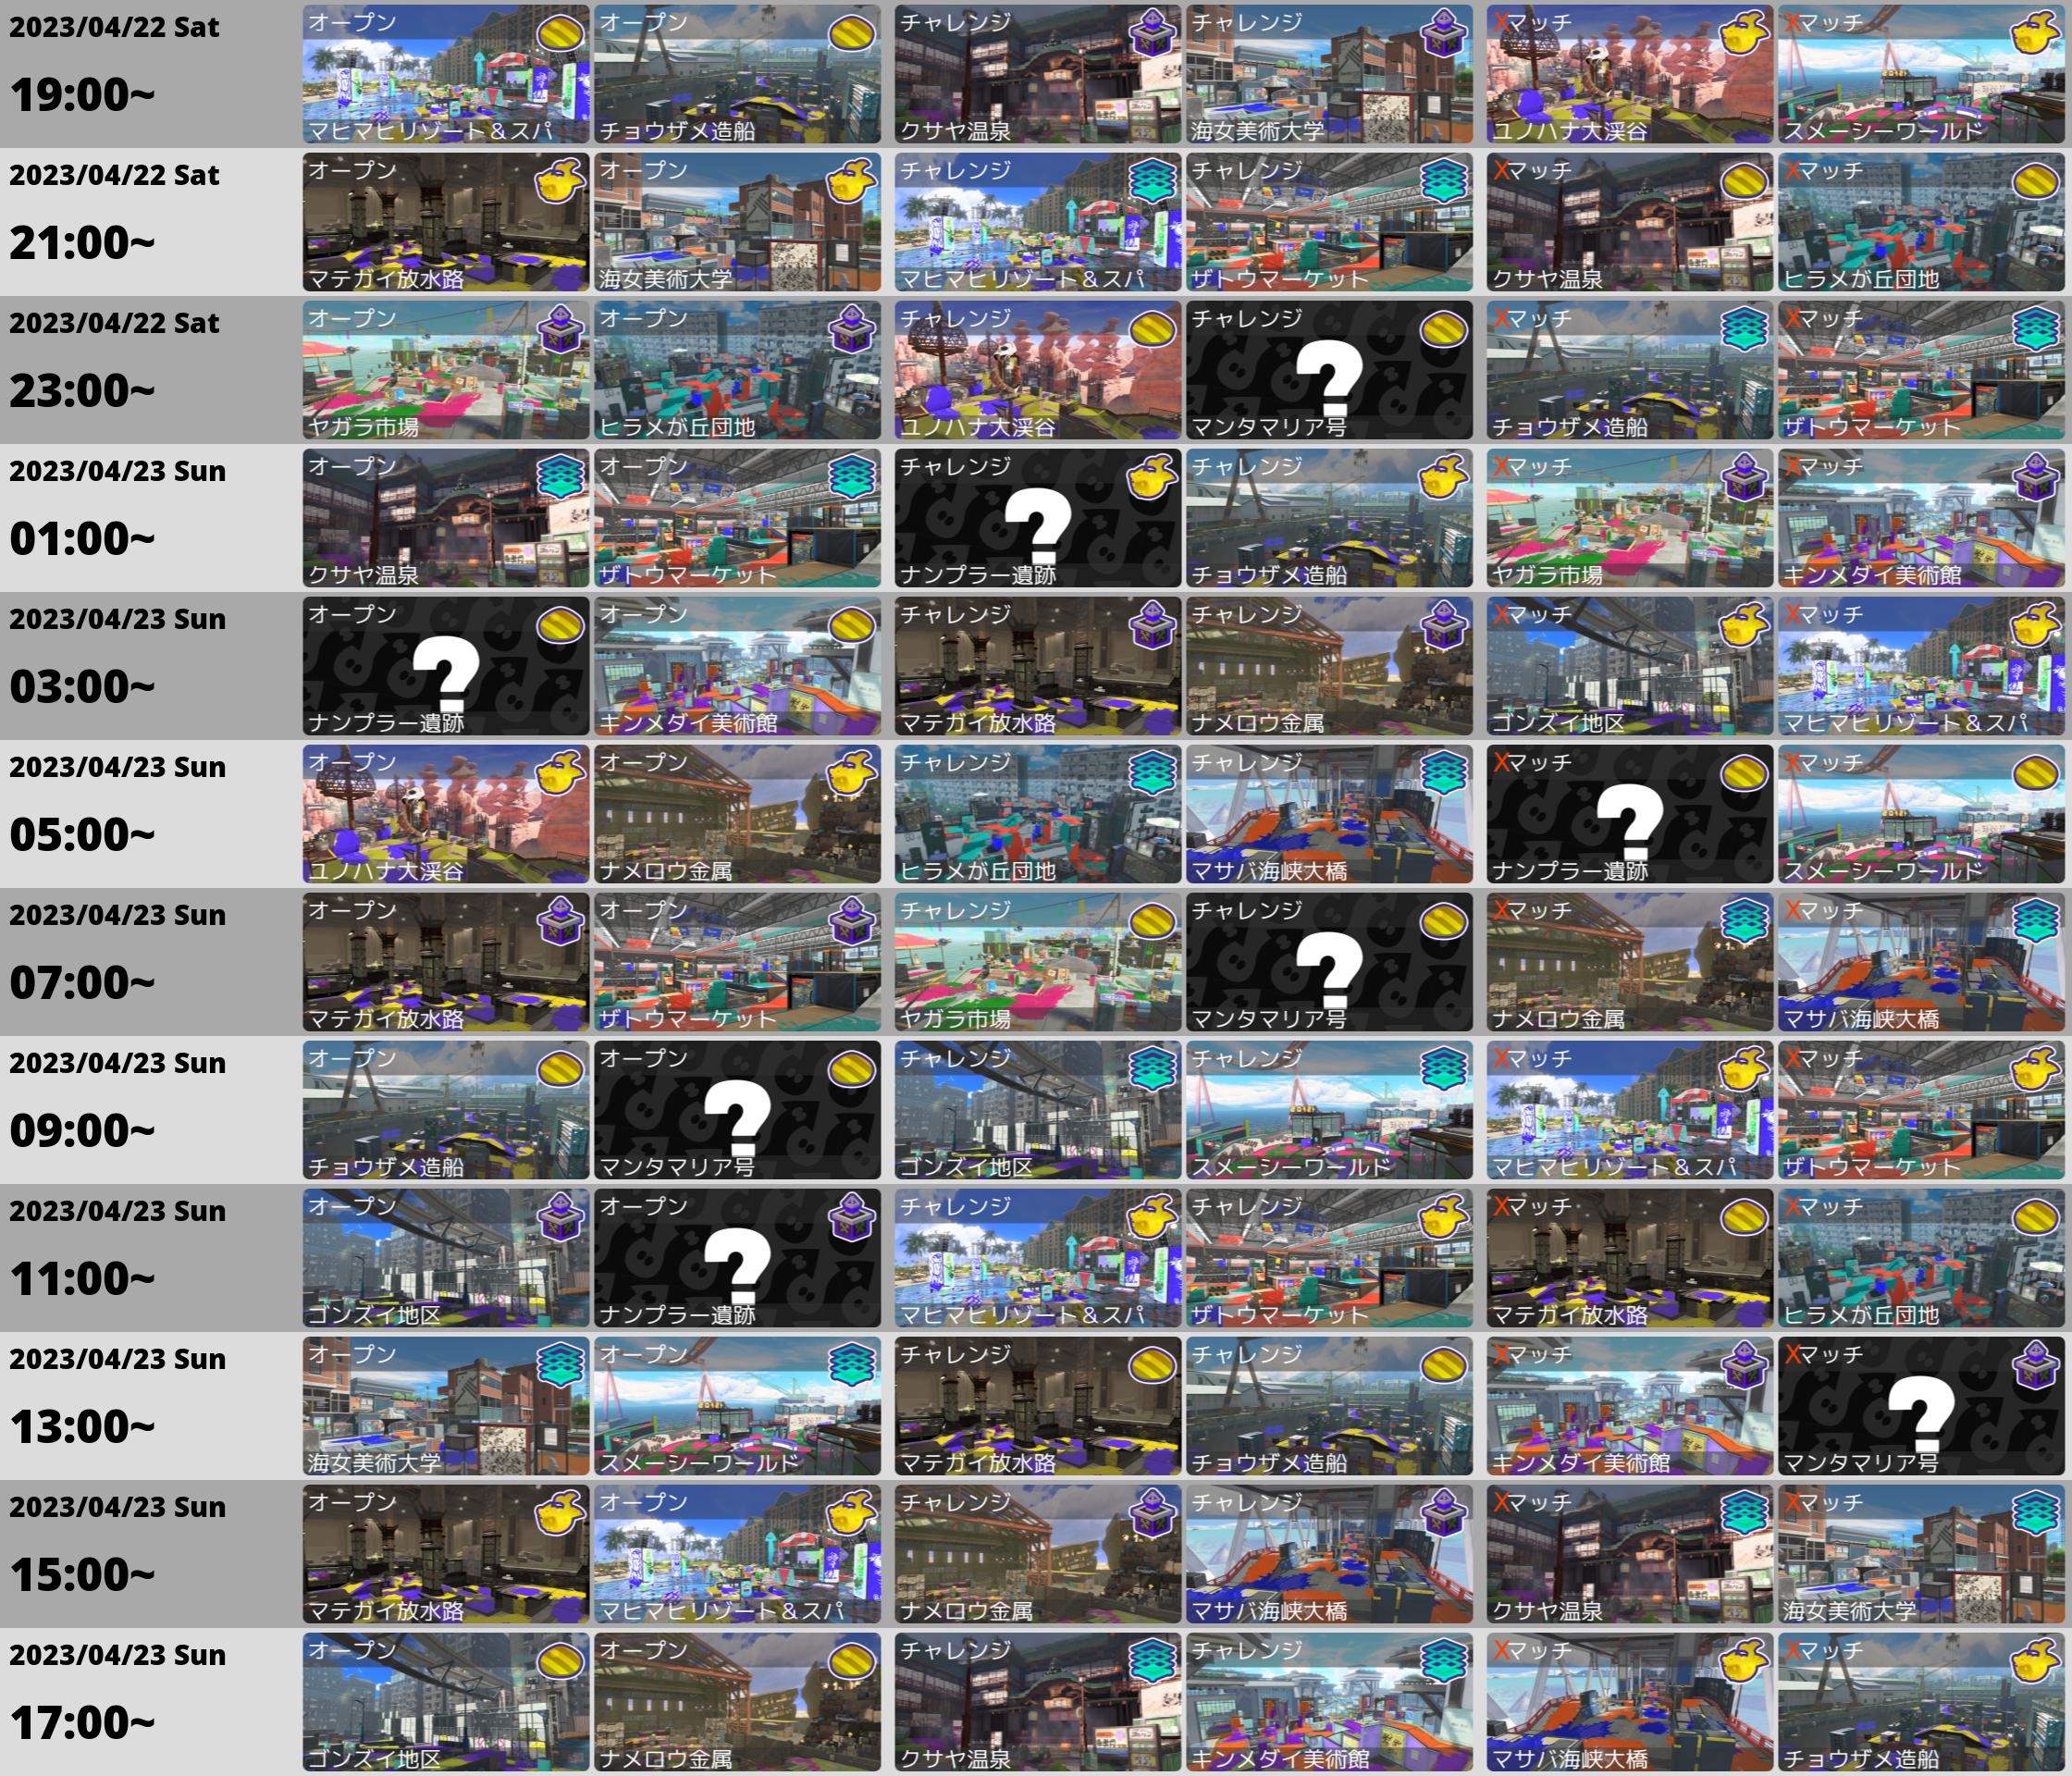 2023/04/22 Sat
19:00~
オープン オープン チャレンジ チャレンジ Xマッチ Xマッチ
マヒマヒリゾート＆スパ チョウザメ造船 クサヤ温泉 海女美術大学 ユノハナ大渓谷 スメーシーワールド
2023/04/22 Sat
21:00~
オープン オープン チャレンジ チャレンジ Xマッチ Xマッチ
マテガイ放水路 海女美術大学 マヒマヒリゾート＆スパ ザトウマーケット クサヤ温泉 ヒラメが丘団地
2023/04/22 Sat
23:00~
オープン オープン チャレンジ チャレンジ Xマッチ Xマッチ
?
ヤガラ市場 ヒラメが丘団地 ユノハナ大渓谷 マンタマリア号 チョウザメ造船 ザトウマーケット
2023/04/23 Sun
01:00~
オープン オープン チャレンジ チャレンジ Xマッチ Xマッチ
?
クサヤ温泉 ザトウマーケット ナンプラー遺跡 チョウザメ造船 ヤガラ市場 キンメダイ美術館
2023/04/23 Sun
03:00~
オープン オープン チャレンジ チャレンジ Xマッチ Xマッチ
?
ナンプラー遺跡 キンメダイ美術館 マテガイ放水路 ナメロウ金属 ゴンズイ地区 マヒマヒリゾート＆スパ
2023/04/23 Sun
05:00~
オープン オープン チャレンジ チャレンジ Xマッチ Xマッチ
?
ユノハナ大渓谷 ナメロウ金属 ヒラメが丘団地 マサバ海峡大橋 ナンプラー遺跡 スメーシーワールド
2023/04/23 Sun
07:00~
オープン オープン チャレンジ チャレンジ Xマッチ Xマッチ
?
マテガイ放水路 ザトウマーケット ヤガラ市場 マンタマリア号 ナメロウ金属 マサバ海峡大橋
2023/04/23 Sun
09:00~
オープン オープン チャレンジ チャレンジ Xマッチ Xマッチ
?
チョウザメ造船 マンタマリア号 ゴンズイ地区 スメーシーワールド マヒマヒリゾート＆スパ ザトウマーケット
2023/04/23 Sun
11:00~
オープン オープン チャレンジ チャレンジ Xマッチ Xマッチ
?
ゴンズイ地区 ナンプラー遺跡 マヒマヒリゾート＆スパ ザトウマーケット マテガイ放水路 ヒラメが丘団地
2023/04/23 Sun
13:00~
オープン オープン チャレンジ チャレンジ Xマッチ Xマッチ
?
海女美術大学 スメーシーワールド マテガイ放水路 チョウザメ造船 キンメダイ美術館 マンタマリア号
2023/04/23 Sun
15:00~
オープン オープン チャレンジ チャレンジ Xマッチ Xマッチ
マテガイ放水路 マヒマヒリゾート＆スパ ナメロウ金属 マサバ海峡大橋 クサヤ温泉 海女美術大学
2023/04/23 Sun
17:00~
オープン オープン チャレンジ チャレンジ Xマッチ Xマッチ
ゴンズイ地区 ナメロウ金属 クサヤ温泉 キンメダイ美術館 マサバ海峡大橋 チョウザメ造船